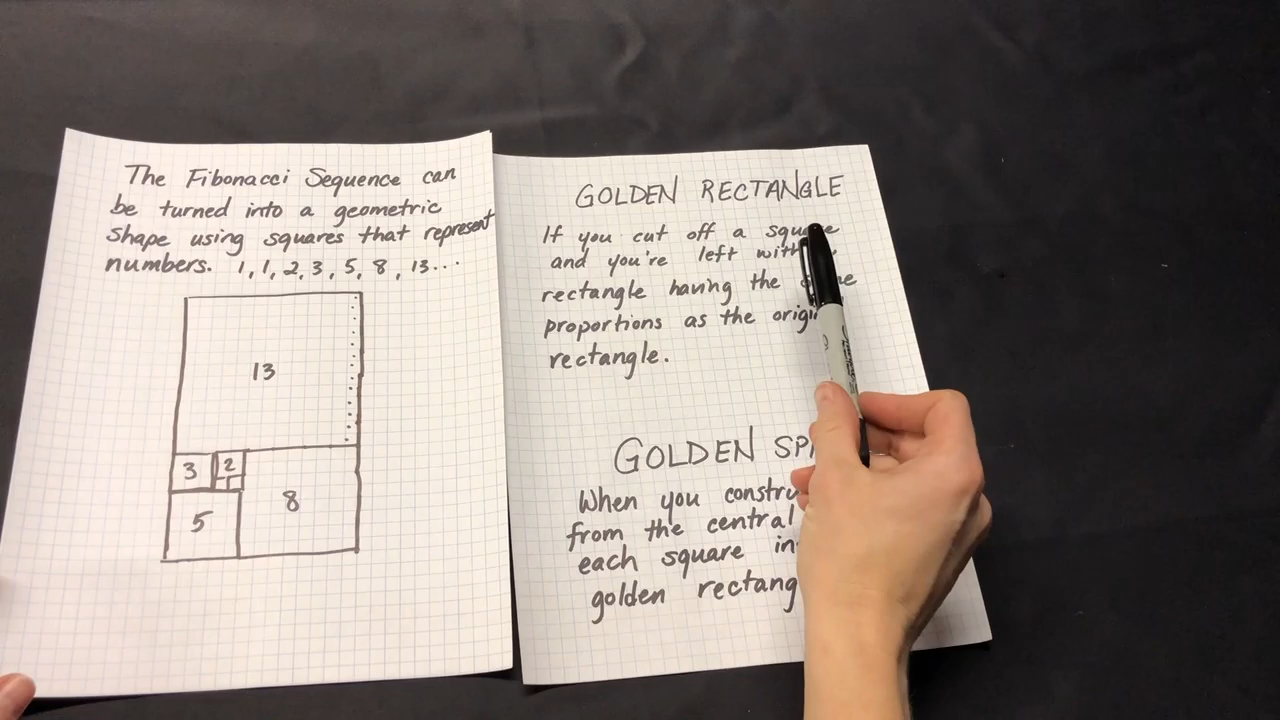 The Fibonacci Sequence can
be turned into a geometric
shape using squares that represent
numbers. 1, 1, 2, 3, 5, 8, 13...
13
3 2
8
5
GOLDEN RECTANGLE
If you cut off a square
and you're left with
rectangle having the
proportions as the
rectangle.
GOLDEN
When you
from the central
each square
golden